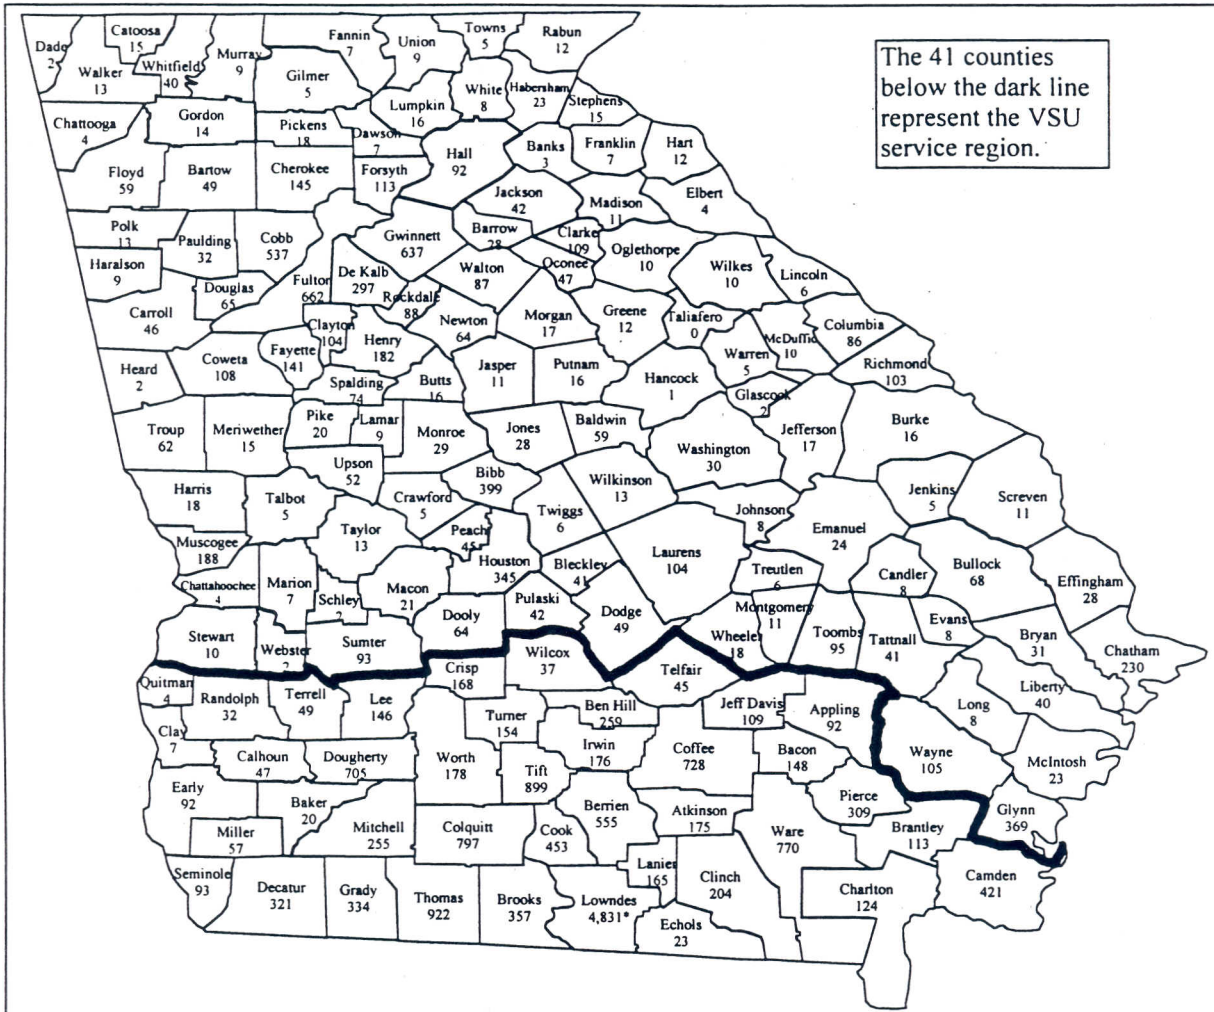 The 41 counties
below the dark line
represent the VSU
service region.
Dade
2
Catoosa
15
Walker
13
Whitfield
40
Murray
9
Fannin
7
Gilmer
5
Union
9
Towns
5
Rabun
12
White
8
Habersham
23
Stephens
15
Lumpkin
16
Chattooga
4
Gordon
14
Pickens
18
Dawson
7
Hall
92
Banks
3
Franklin
7
Hart
12
Floyd
59
Bartow
49
Cherokee
145
Forsyth
113
Jackson
42
Madison
11
Elbert
4
Polk
13
Paulding
32
Cobb
537
Gwinnett
637
Barrow
28
Clarke
109
Oglethorpe
10
Wilkes
10
Lincoln
6
Haralson
9
Douglas
65
Fulton
662
De Kalb
297
Rockdale
88
Walton
87
Oconee
47
Carroll
46
Clayton
104
Henry
182
Newton
64
Morgan
17
Greene
12
Taliafero
0
McDuffie
10
Columbia
86
Richmond
103
Heard
2
Coweta
108
Fayette
141
Spalding
74
Butts
16
Jasper
11
Putnam
16
Hancock
1
Warren
5
Glascock
2
Troup
62
Meriwether
15
Pike
20
Lamar
9
Monroe
29
Jones
28
Baldwin
59
Washington
30
Jefferson
17
Burke
16
Harris
18
Talbot
5
Upson
52
Crawford
5
Bibb
399
Twiggs
6
Wilkinson
13
Johnson
8
Jenkins
5
Screven
11
Muscogee
188
Taylor
13
Peach
45
Houston
345
Bleckley
41
Laurens
104
Treutlen
6
Emanuel
24
Candler
8
Bullock
68
Effingham
28
Chattahoochee
4
Marion
7
Schley
2
Macon
21
Dooly
64
Pulaski
42
Dodge
49
Wheeler
18
Montgomery
11
Toombs
95
Tattnall
41
Evans
8
Bryan
31
Chatham
230
Stewart
10
Webster
2
Sumter
93
Crisp
168
Wilcox
37
Telfair
45
Liberty
40
Long
8
Quitman
4
Randolph
32
Terrell
49
Lee
146
Turner
154
Ben Hill
259
Jeff Davis
109
Appling
92
Wayne
105
McIntosh
23
Clay
7
Calhoun
47
Dougherty
705
Worth
178
Tift
899
Irwin
176
Coffee
728
Bacon
148
Pierce
309
Glynn
369
Early
92
Baker
20
Miller
57
Mitchell
255
Colquitt
797
Cook
453
Berrien
555
Atkinson
175
Ware
770
Brantley
113
Camden
421
Seminole
93
Decatur
321
Grady
334
Thomas
922
Brooks
357
Lowndes
4,831*
Lanier
165
Clinch
204
Echols
23
Charlton
124